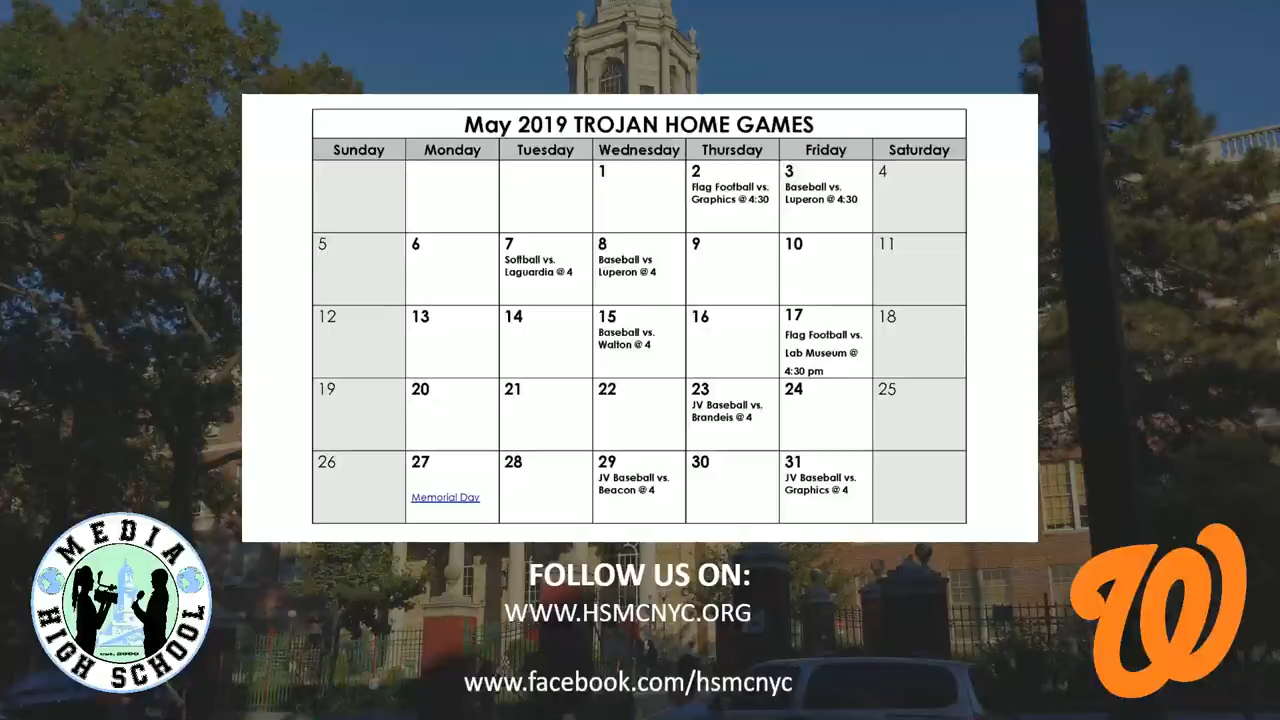 May 2019 TROJAN HOME GAMES
Sunday Monday Tuesday Wednesday Thursday Friday Saturday
1 2 3 4
Flag Football vs. Baseball vs.
Graphics @ 4:30 Luperon @ 4:30
5 6 7 8 9 10 11
Softball vs. Baseball vs
Laguardia @ 4 Luperon @ 4
12 13 14 15 16 17 18
Baseball vs. Flag Football vs.
Walton @ 4 Lab Museum @
4:30 pm
19 20 21 22 23 24 25
JV Baseball vs.
Brandeis @ 4
26 27 28 29 30 31
JV Baseball vs. JV Baseball vs.
Memorial Day Beacon @ 4 Graphics @ 4
MEDIA
HIGH SCHOOL
est. 2000
FOLLOW US ON:
WWW.HSMCNYC.ORG
www.facebook.com/hsmcnyc
W